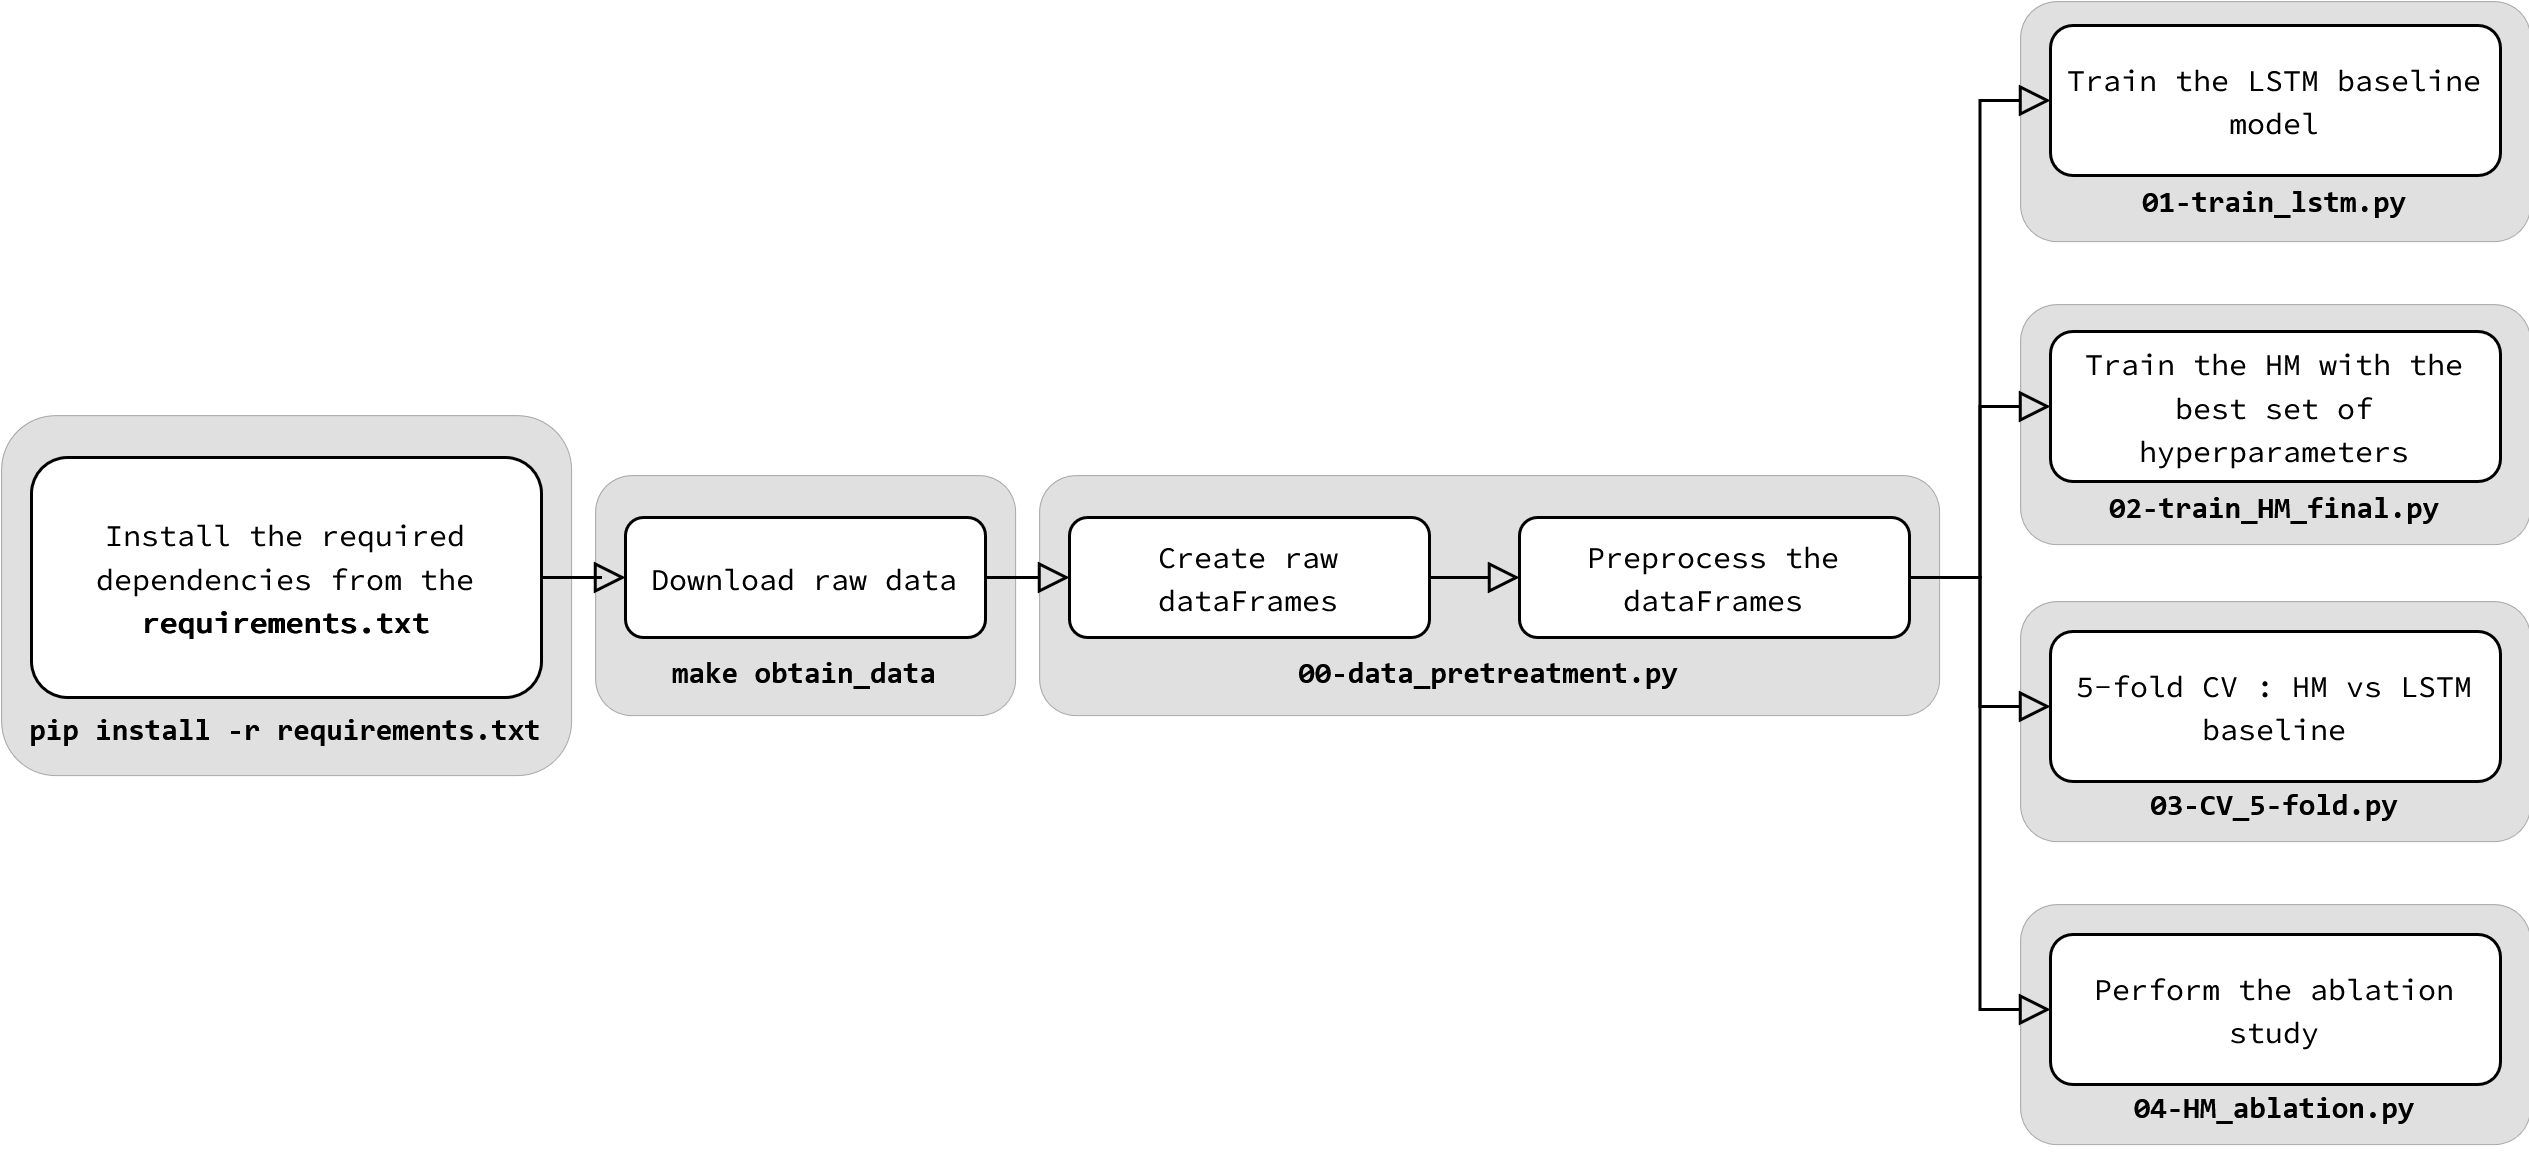 Install the required
dependencies from the
requirements.txt
pip install -r requirements.txt
Download raw data
make obtain_data
Create raw
dataFrames
Preprocess the
dataFrames
00-data_pretreatment.py
Train the LSTM baseline
model
01-train_lstm.py
Train the HM with the
best set of
hyperparameters
02-train_HM_final.py
5-fold CV : HM vs LSTM
baseline
03-CV_5-fold.py
Perform the ablation
study
04-HM_ablation.py